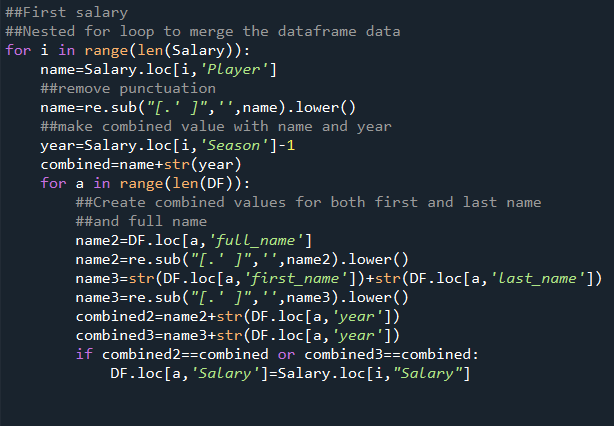 ##First salary
##Nested for loop to merge the dataframe data
for i in range(len(Salary)):
    name=Salary.loc[i,'Player']
    ##remove punctuation
    name=re.sub("[.' ]",'',name).lower()
    ##make combined value with name and year
    year=Salary.loc[i,'Season']-1
    combined=name+str(year)
    for a in range(len(DF)):
        ##Create combined values for both first and last name
        ##and full name
        name2=DF.loc[a,'full_name']
        name2=re.sub("[.' ]",'',name2).lower()
        name3=str(DF.loc[a,'first_name'])+str(DF.loc[a,'last_name'])
        name3=re.sub("[.' ]",'',name3).lower()
        combined2=name2+str(DF.loc[a,'year'])
        combined3=name3+str(DF.loc[a,'year'])
        if combined2==combined or combined3==combined:
            DF.loc[a,'Salary']=Salary.loc[i,"Salary"]